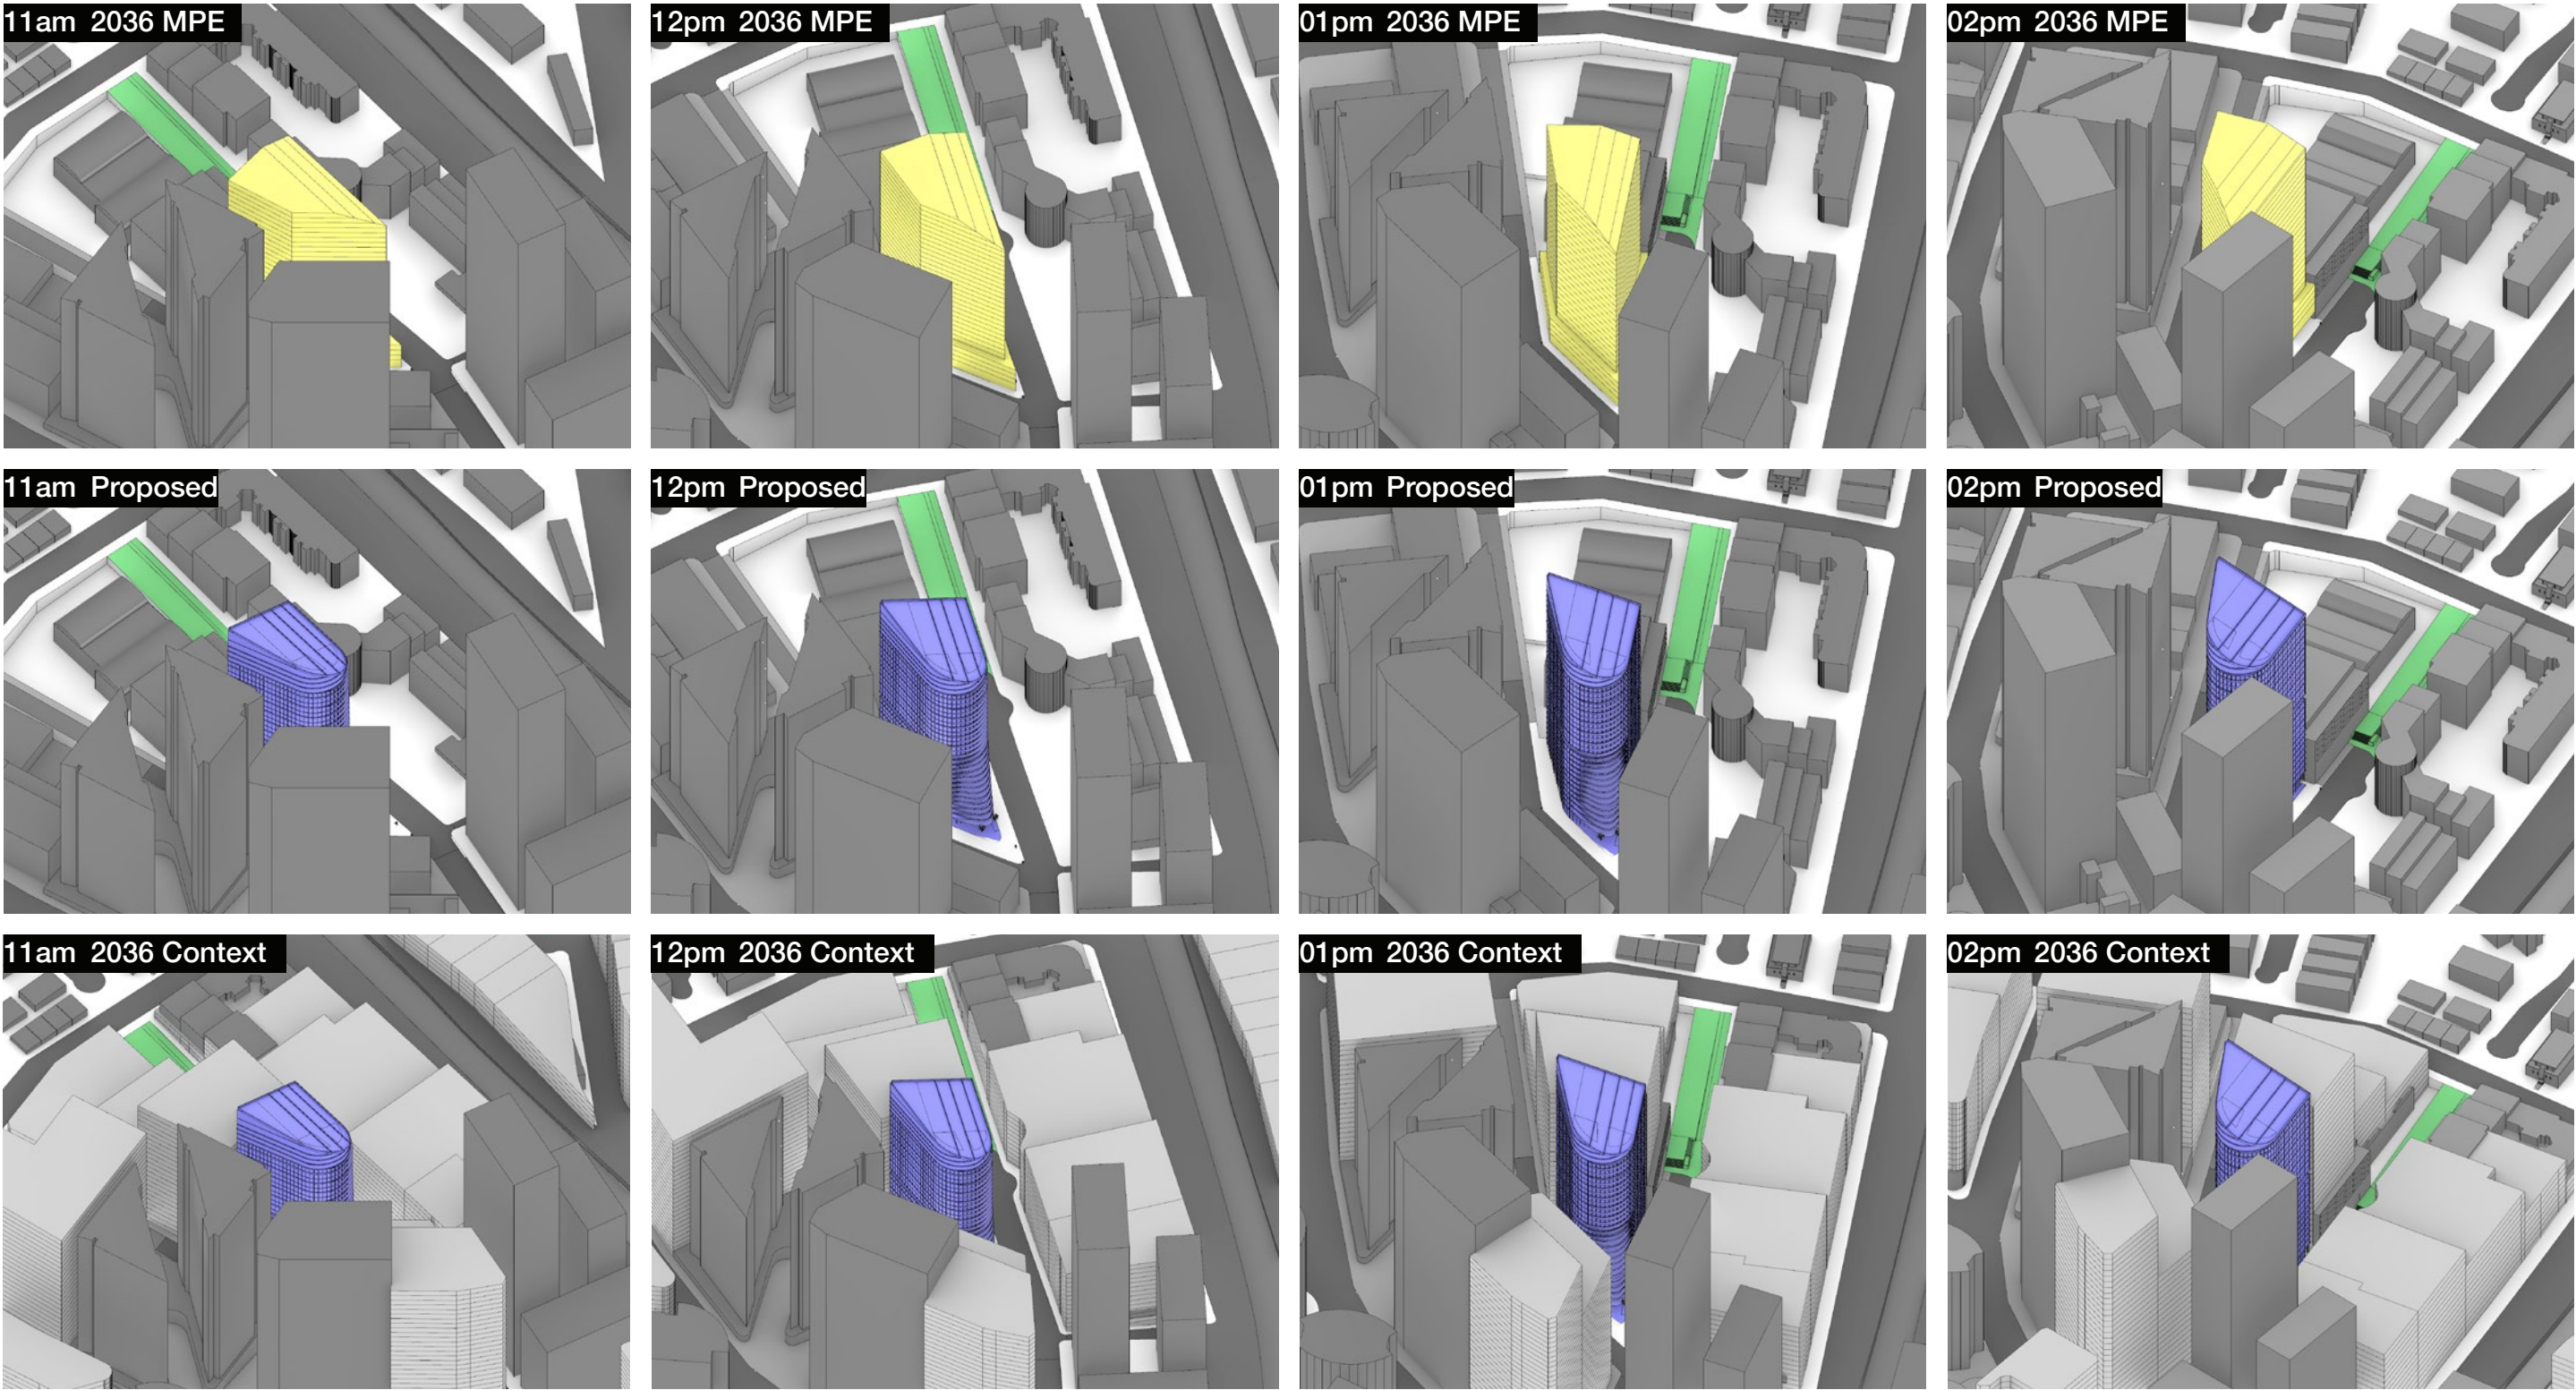 11am 2036 MPE
12pm 2036 MPE
01pm 2036 MPE
02pm 2036 MPE
11am Proposed
12pm Proposed
01pm Proposed
02pm Proposed
11am 2036 Context
12pm 2036 Context
01pm 2036 Context
02pm 2036 Context